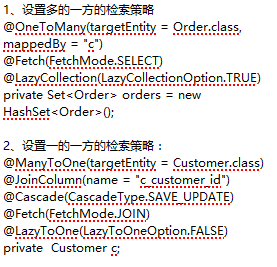 1、设置多的一方的检索策略
@OneToMany(targetEntity = Order.class,
mappedBy = "c")
@Fetch(FetchMode.SELECT)
@LazyCollection(LazyCollectionOption.TRUE)
private Set<Order> orders = new
HashSet<Order>();
2、设置一的一方的检索策略：
@ManyToOne(targetEntity = Customer.class)
@JoinColumn(name = "c_customer_id")
@Cascade(CascadeType.SAVE_UPDATE)
@Fetch(FetchMode.JOIN)
@LazyToOne(LazyToOneOption.FALSE)
private Customer c;